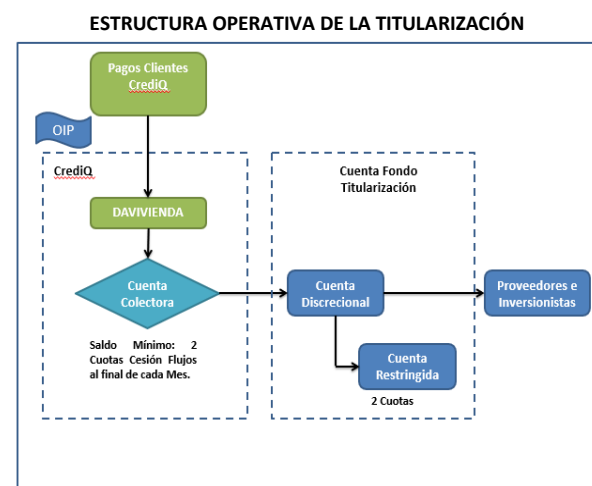 ESTRUCTURA OPERATIVA DE LA TITULARIZACIÓN
Pagos Clientes
CrediQ
OIP
CrediQ
Cuenta Fondo
Titularización
DAVIVIENDA
Cuenta
Colectora
Cuenta
Discrecional
Proveedores e
Inversionistas
Saldo Mínimo: 2
Cuotas Cesión Flujos
al final de cada Mes.
Cuenta
Restringida
2 Cuotas